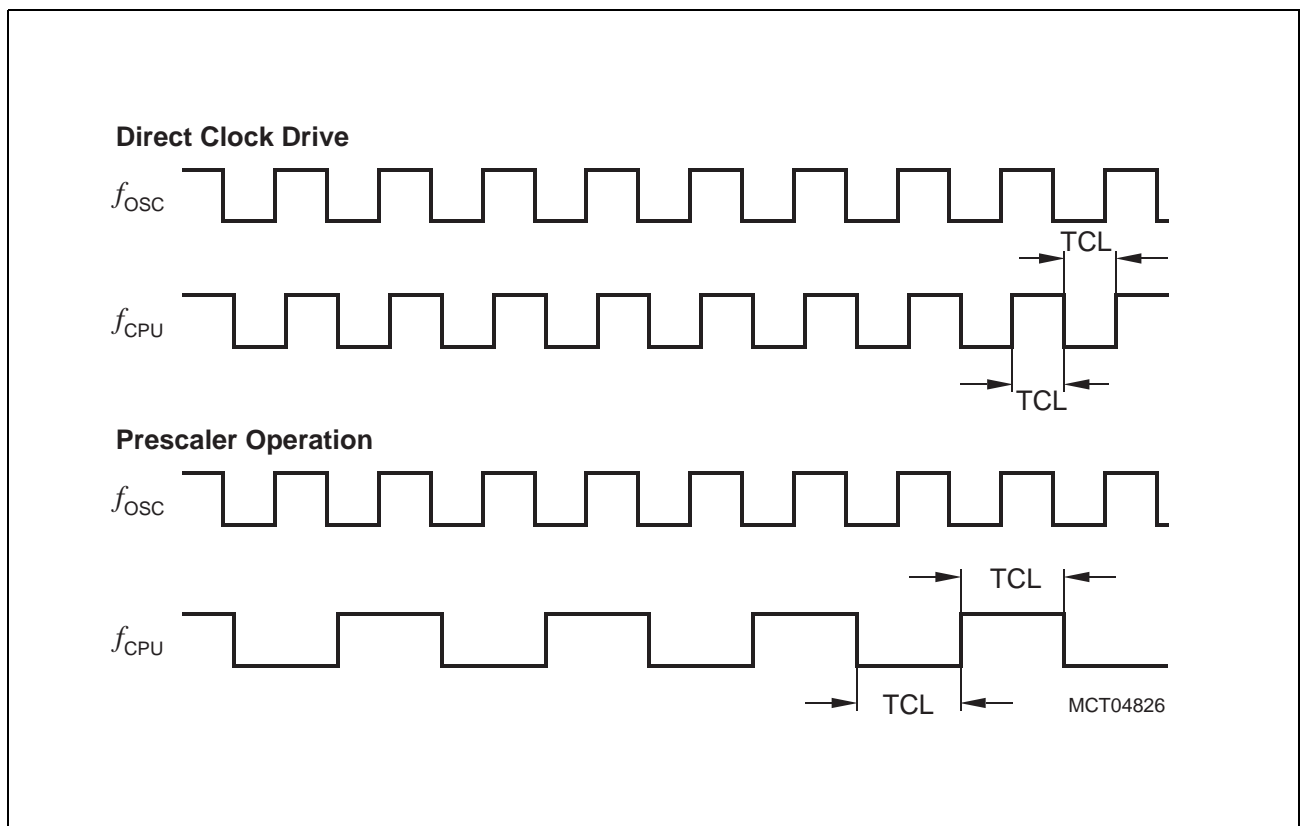 Direct Clock Drive
fOSC
TCL
fCPU
TCL
Prescaler Operation
fOSC
TCL
fCPU
TCL
MCT04826